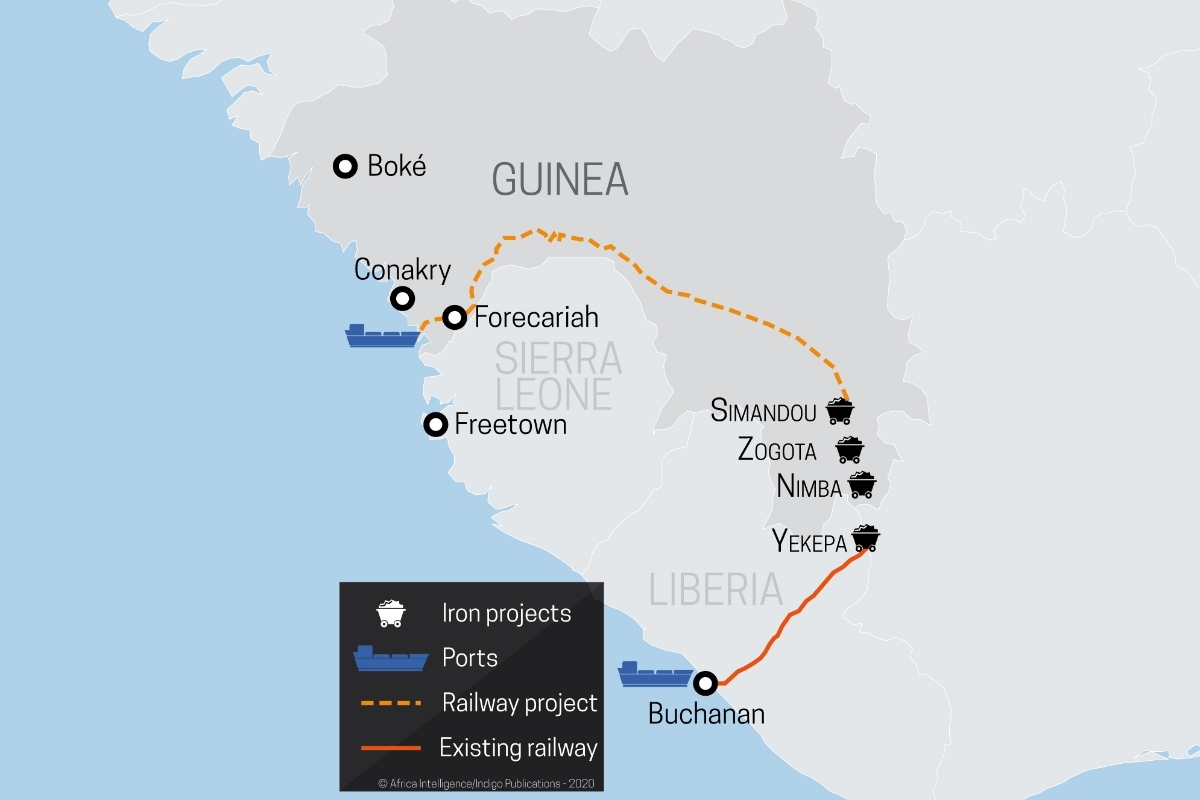 Boké
GUINEA
Conakry
Forecariah
SIERRA
LEONE
Freetown
SIMANDOU
ZOGOTA
NIMBA
YEKEPA
LIBERIA
Buchanan
Iron projects
Ports
Railway project
Existing railway
© Africa Intelligence/Indigo Publications - 2020